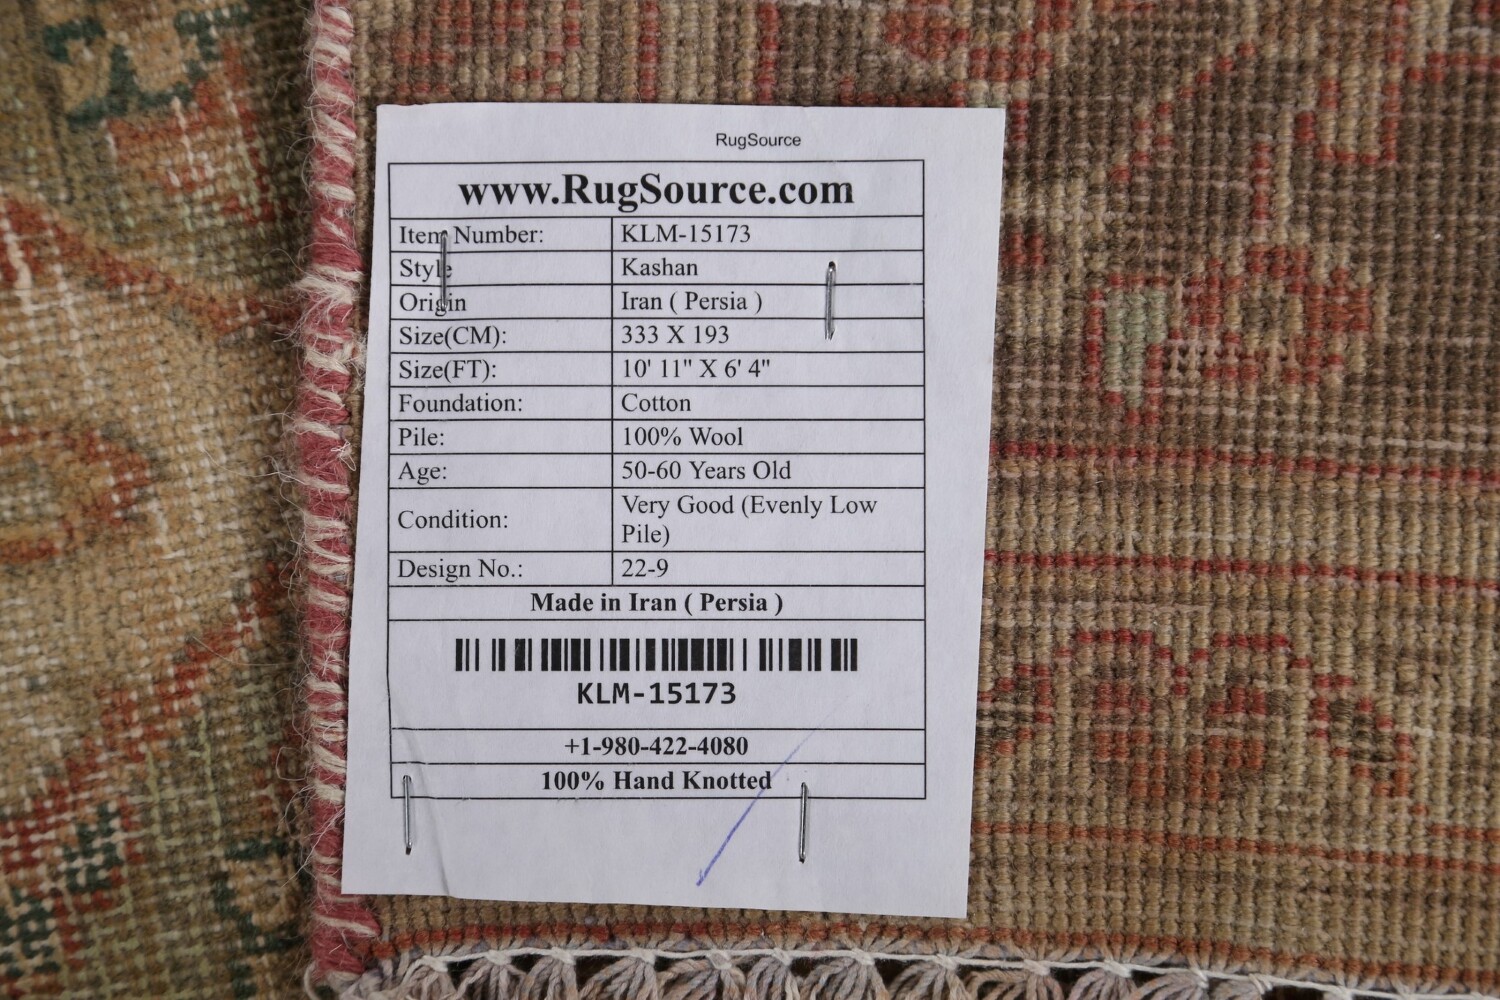 RugSource
www.RugSource.com
Item Number: KLM-15173
Style Kashan
Origin Iran ( Persia )
Size(CM): 333 X 193
Size(FT): 10' 11" X 6' 4"
Foundation: Cotton
Pile: 100% Wool
Age: 50-60 Years Old
Condition: Very Good (Evenly Low
Pile)
Design No.: 22-9
Made in Iran ( Persia )
KLM-15173
+1-980-422-4080
100% Hand Knotted